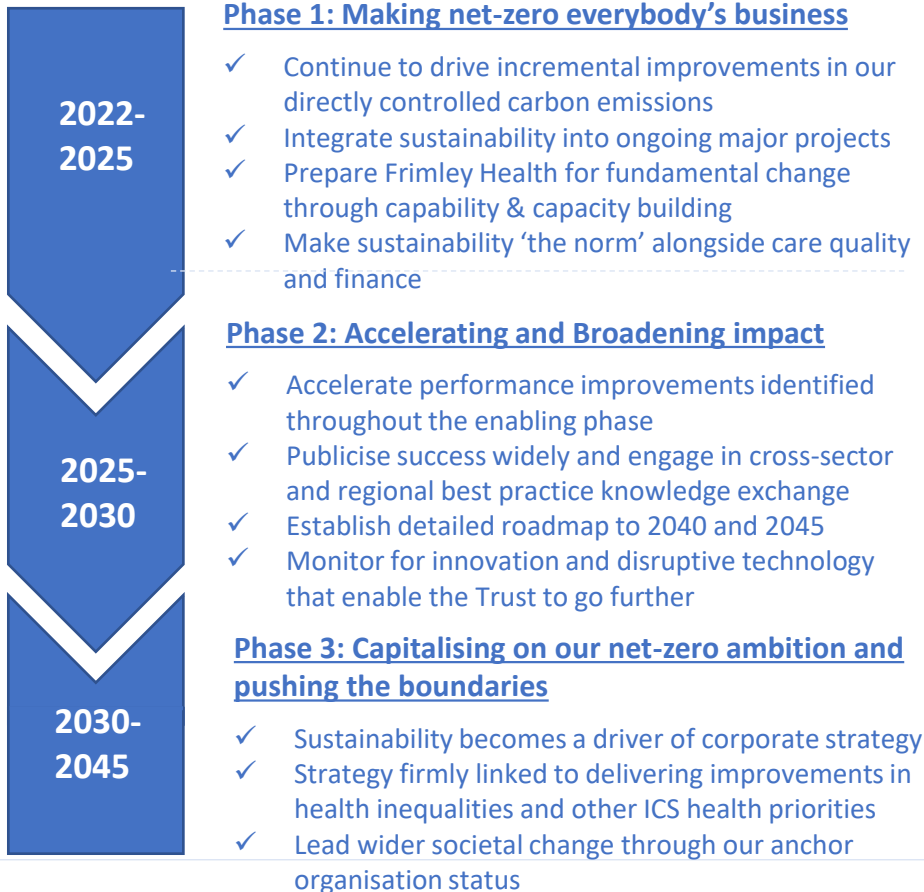 Phase 1: Making net-zero everybody’s business
2022-
2025
✓ Continue to drive incremental improvements in our
directly controlled carbon emissions
✓ Integrate sustainability into ongoing major projects
✓ Prepare Frimley Health for fundamental change
through capability & capacity building
✓ Make sustainability ‘the norm’ alongside care quality
and finance
Phase 2: Accelerating and Broadening impact
2025-
2030
✓ Accelerate performance improvements identified
throughout the enabling phase
✓ Publicise success widely and engage in cross-sector
and regional best practice knowledge exchange
✓ Establish detailed roadmap to 2040 and 2045
✓ Monitor for innovation and disruptive technology
that enable the Trust to go further
Phase 3: Capitalising on our net-zero ambition and
pushing the boundaries
2030-
2045
✓ Sustainability becomes a driver of corporate strategy
✓ Strategy firmly linked to delivering improvements in
health inequalities and other ICS health priorities
✓ Lead wider societal change through our anchor
organisation status